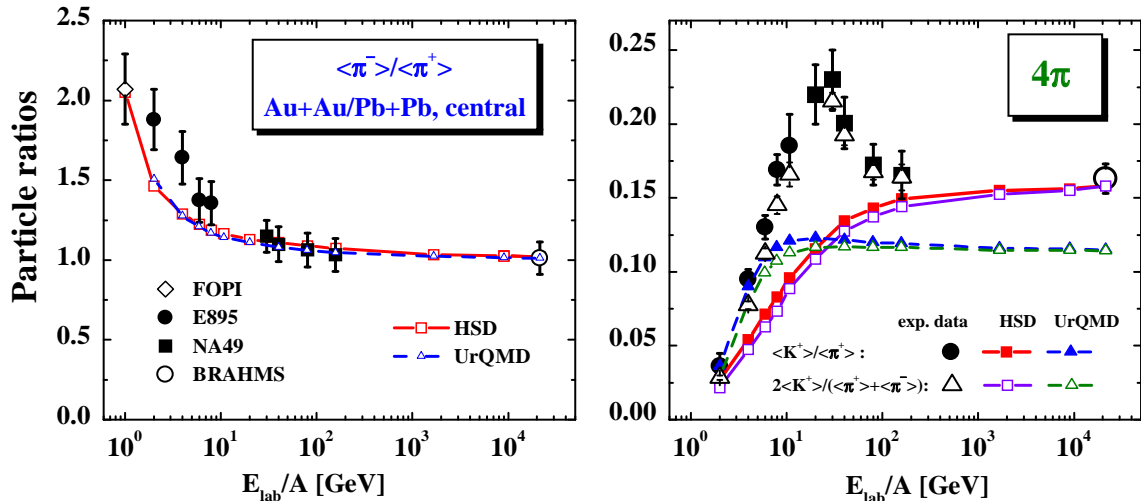 Particle ratios
2.5
2.0
1.5
1.0
0.5
0.0
<π⁻>/<π⁺>
Au+Au/Pb+Pb, central
FOPI
E895
NA49
BRAHMS
HSD
UrQMD
10⁰ 10¹ 10² 10³ 10⁴
E_lab/A [GeV]
0.25
0.20
0.15
0.10
0.05
0.00
4π
exp. data HSD UrQMD
<K⁺>/<π⁺> :
2<K⁺>/(<π⁺>+<π⁻>):
10⁰ 10¹ 10² 10³ 10⁴
E_lab/A [GeV]